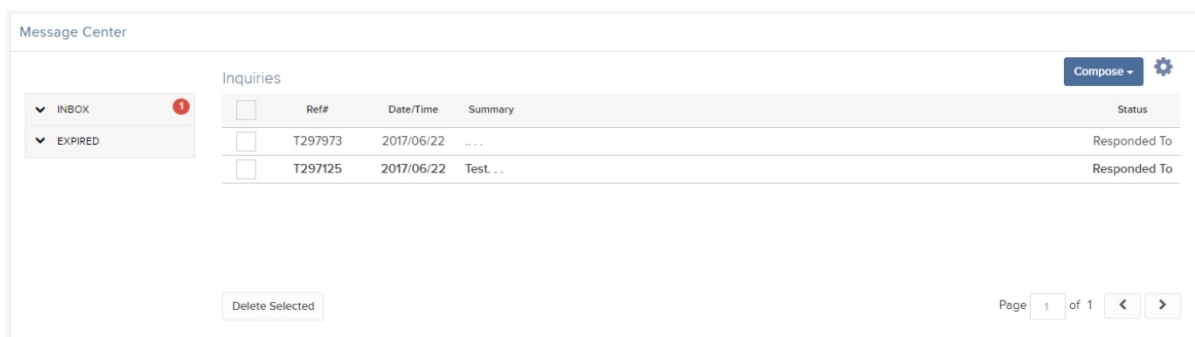 Message Center
Inquiries
Compose
INBOX 1
EXPIRED
Ref# Date/Time Summary Status
T297973 2017/06/22 .. . . Responded To
T297125 2017/06/22 Test. . . Responded To
Delete Selected
Page 1 of 1